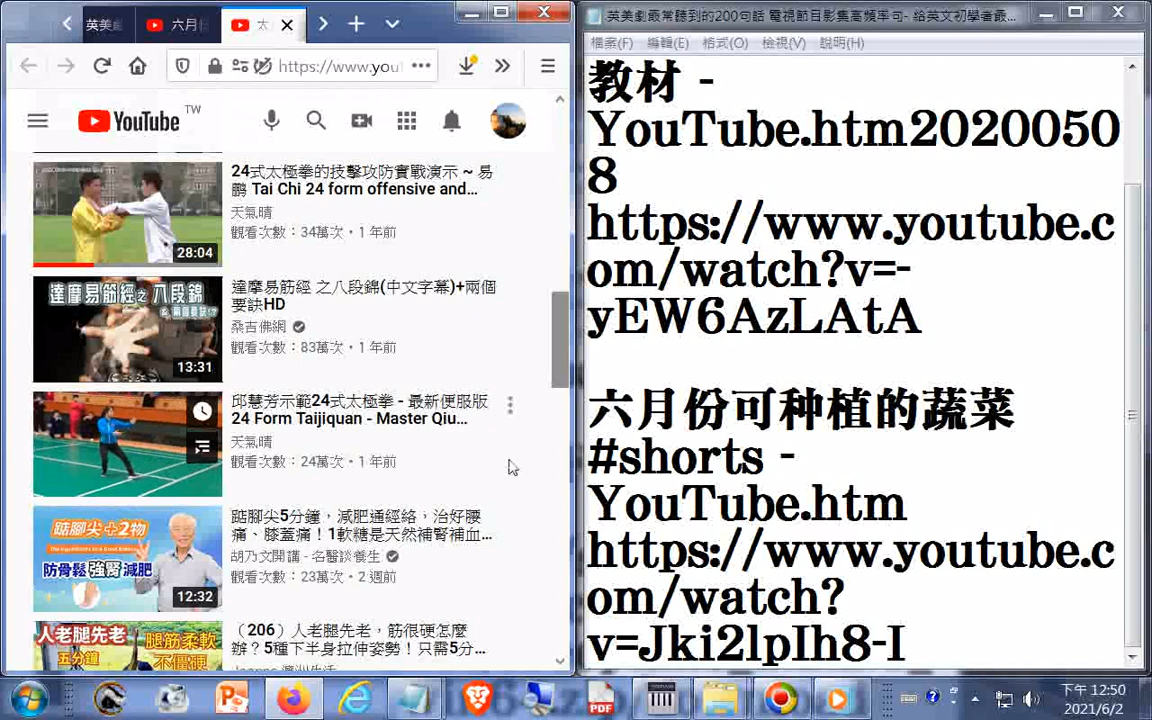 英美劇
六月份
太
https://www.you
YouTube
TW
24式太極拳的技擊攻防實戰演示 ~ 易
鵬 Tai Chi 24 form offensive and...
天氣晴
觀看次數：34萬次・1 年前
28:04
達摩易筋經之八段錦
達摩易筋經 之八段錦(中文字幕)+兩個
要訣HD
桑吉佛網
觀看次數：83萬次・1 年前
13:31
邱慧芳示範24式太極拳 - 最新便服版
24 Form Taijiquan - Master Qiu...
天氣晴
觀看次數：24萬次・1 年前
踮腳尖+2物
防骨鬆 強腎 減肥
12:32
踮腳尖5分鐘，減肥通經絡，治好腰
痛、膝蓋痛！1軟糖是天然補腎補血...
胡乃文開講 - 名醫談養生
觀看次數：23萬次・2 週前
人老腿先老
五分鐘
腿筋柔軟
不僵硬
（206）人老腿先老，筋很硬怎麼
辦？5種下半身拉伸姿勢！只需5分...
英美劇最常聽到的200句話 電視節目影集高頻率句- 給英文初學者最...
檔案(F) 編輯(E) 格式(O) 檢視(V) 說明(H)
教材 -
YouTube.htm2020050
8
https://www.youtube.c
om/watch?v=-
yEW6AzLAtA
六月份可种植的蔬菜
#shorts -
YouTube.htm
https://www.youtube.c
om/watch?
v=Jki2lpIh8-I
PDF
下午 12:50
2021/6/2